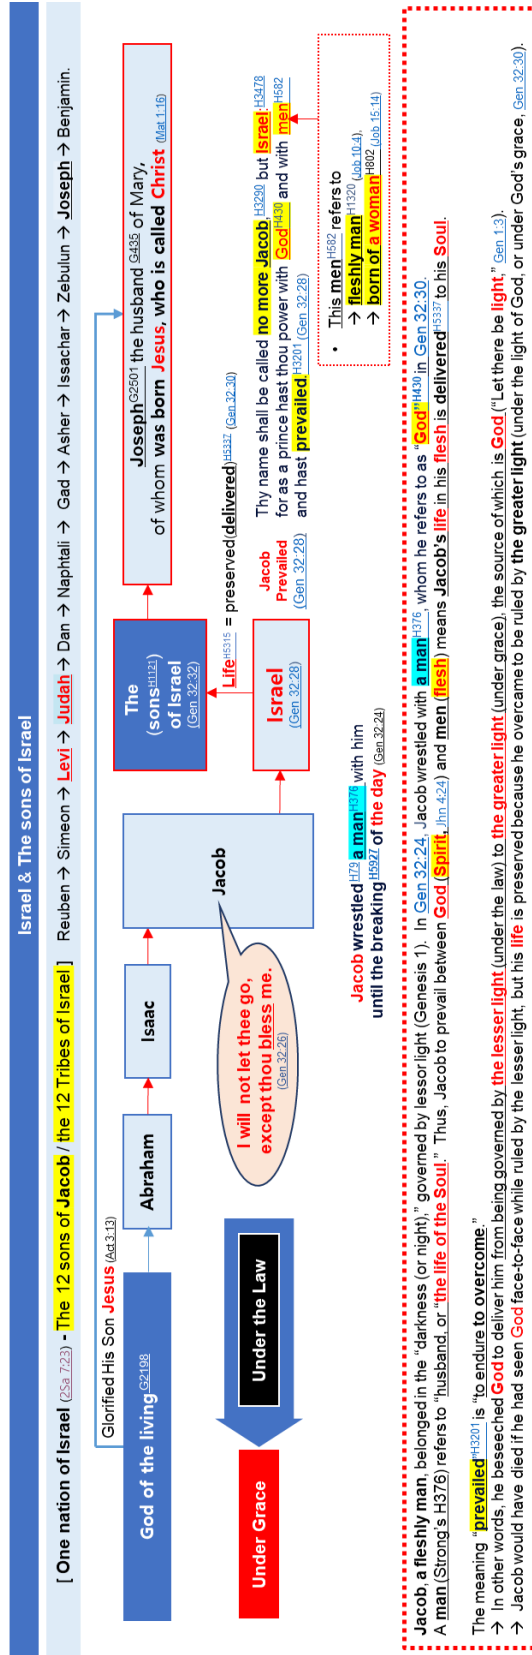 Israel & The sons of Israel
[ One nation of Israel (2Sa 7:23) - The 12 sons of Jacob / the 12 Tribes of Israel ] Reuben → Simeon → Levi → Judah → Dan → Naphtali → Gad → Asher → Issachar → Zebulun → Joseph → Benjamin.
Glorified His Son Jesus (Act 3:13)
God of the living G2198
Abraham
Isaac
Jacob
The
(sons H1121)
of Israel
(Gen 32:32)
Joseph G2501 the husband G435 of Mary,
of whom was born Jesus, who is called Christ (Mat 1:16)
Life H5315 = preserved(delivered) H5337 (Gen 32:30)
Israel
(Gen 32:28)
Jacob
Prevailed
(Gen 32:28)
Thy name shall be called no more Jacob, H3290 but Israel: H3478
for as a prince hast thou power with God H430 and with men H582
and hast prevailed. H3201 (Gen 32:28)
• This men H582 refers to
→ fleshly man H1320 (Job 10:4),
→ born of a woman H802 (Job 15:14)
I will not let thee go,
except thou bless me.
(Gen 32:26)
Under Grace
Under the Law
Jacob wrestled H79 a man H376 with him
until the breaking H5927 of the day (Gen 32:24)
Jacob, a fleshly man, belonged in the “darkness (or night),” governed by lessor light (Genesis 1). In Gen 32:24, Jacob wrestled with a man H376, whom he refers to as “God” H430 in Gen 32:30.
A man (Strong’s H376) refers to “husband, or “the life of the Soul.” Thus, Jacob to prevail between God (Spirit, Jhn 4:24) and men (flesh) means Jacob’s life in his flesh is delivered H5337 to his Soul.
The meaning “prevailed” H3201 is “to endure to overcome.”
→ In other words, he beseeched God to deliver him from being governed by the lesser light (under the law) to the greater light (under grace), the source of which is God (“Let there be light,” Gen 1:3).
→ Jacob would have died if he had seen God face-to-face while ruled by the lesser light, but his life is preserved because he overcame to be ruled by the greater light (under the light of God, or under God’s grace, Gen 32:30).